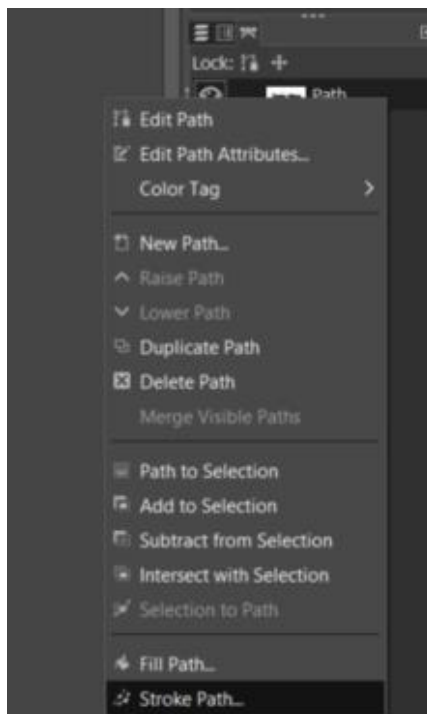 Lock:
Path
Edit Path
Edit Path Attributes...
Color Tag
New Path...
Raise Path
Lower Path
Duplicate Path
Delete Path
Merge Visible Paths
Path to Selection
Add to Selection
Subtract from Selection
Intersect with Selection
Selection to Path
Fill Path...
Stroke Path...